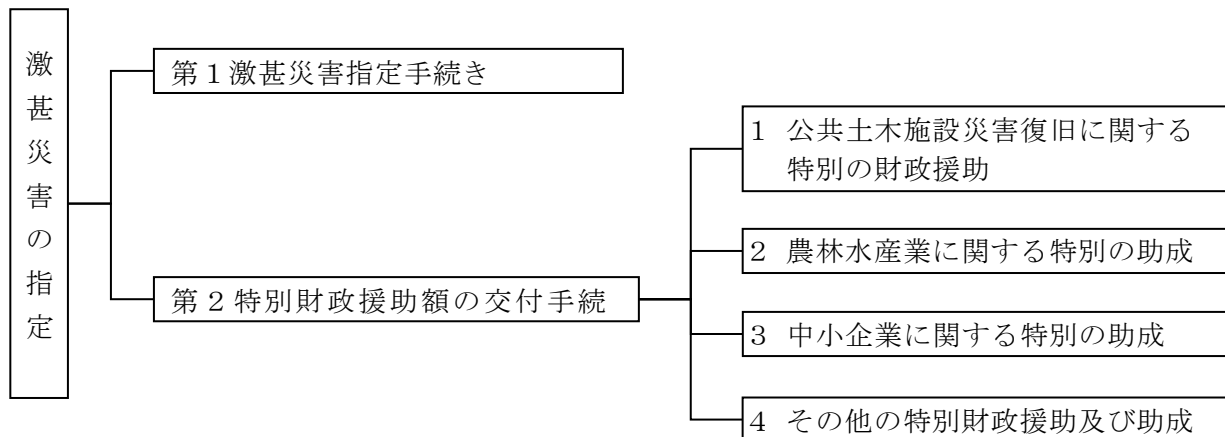 激甚災害の指定
第1激甚災害指定手続き
第2特別財政援助額の交付手続
1 公共土木施設災害復旧に関する
特別の財政援助
2 農林水産業に関する特別の助成
3 中小企業に関する特別の助成
4 その他の特別財政援助及び助成